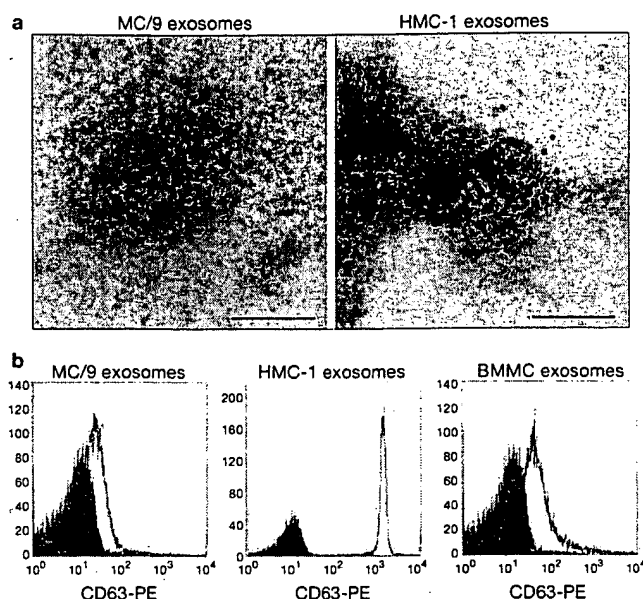 a
MC/9 exosomes HMC-1 exosomes
b
MC/9 exosomes HMC-1 exosomes BMMC exosomes
140 200 140
120 160 120
100 120 100
80 80 80
60 40 60
40 0 40
20 20
0 0
10⁰ 10¹ 10² 10³ 10⁴ 10⁰ 10¹ 10² 10³ 10⁴ 10⁰ 10¹ 10² 10³ 10⁴
CD63-PE CD63-PE CD63-PE